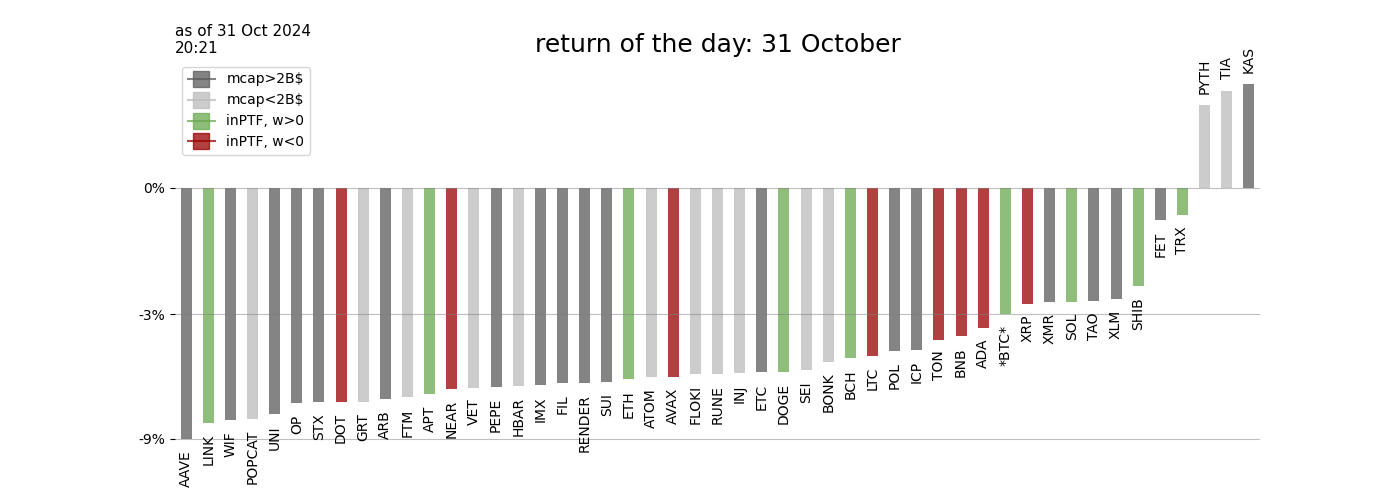 as of 31 Oct 2024
20:21
return of the day: 31 October
mcap>2B$
mcap<2B$
inPTF, w>0
inPTF, w<0
0%
-3%
-9%
AAVE
LINK
WIF
POPCAT
UNI
OP
STX
DOT
GRT
ARB
FTM
APT
NEAR
VET
PEPE
HBAR
IMX
FIL
RENDER
SUI
ETH
ATOM
AVAX
FLOKI
RUNE
INJ
ETC
DOGE
SEI
BONK
BCH
LTC
POL
ICP
TON
BNB
ADA
*BTC*
XRP
XMR
SOL
TAO
XLM
SHIB
FET
TRX
PYTH
TIA
KAS